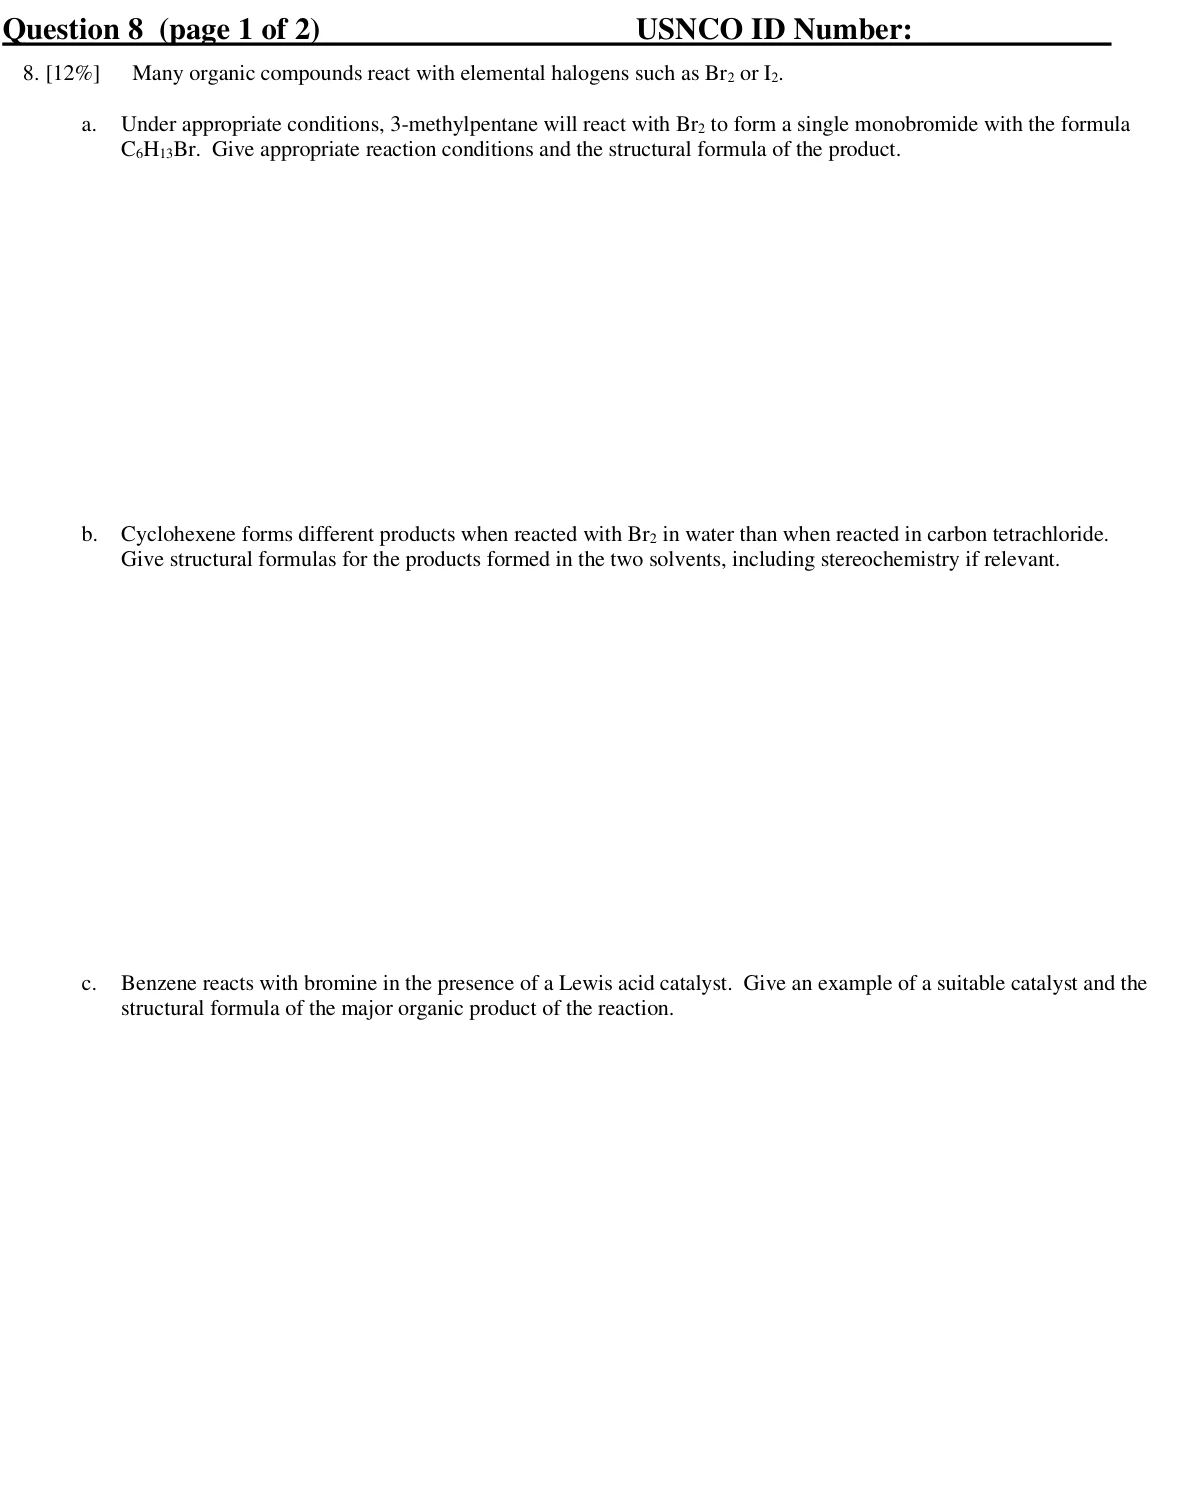 Question 8  (page 1 of 2) USNCO ID Number:
8. [12%] Many organic compounds react with elemental halogens such as Br₂ or I₂.
a. Under appropriate conditions, 3-methylpentane will react with Br₂ to form a single monobromide with the formula
C₆H₁₃Br.  Give appropriate reaction conditions and the structural formula of the product.
b. Cyclohexene forms different products when reacted with Br₂ in water than when reacted in carbon tetrachloride.
Give structural formulas for the products formed in the two solvents, including stereochemistry if relevant.
c. Benzene reacts with bromine in the presence of a Lewis acid catalyst.  Give an example of a suitable catalyst and the
structural formula of the major organic product of the reaction.